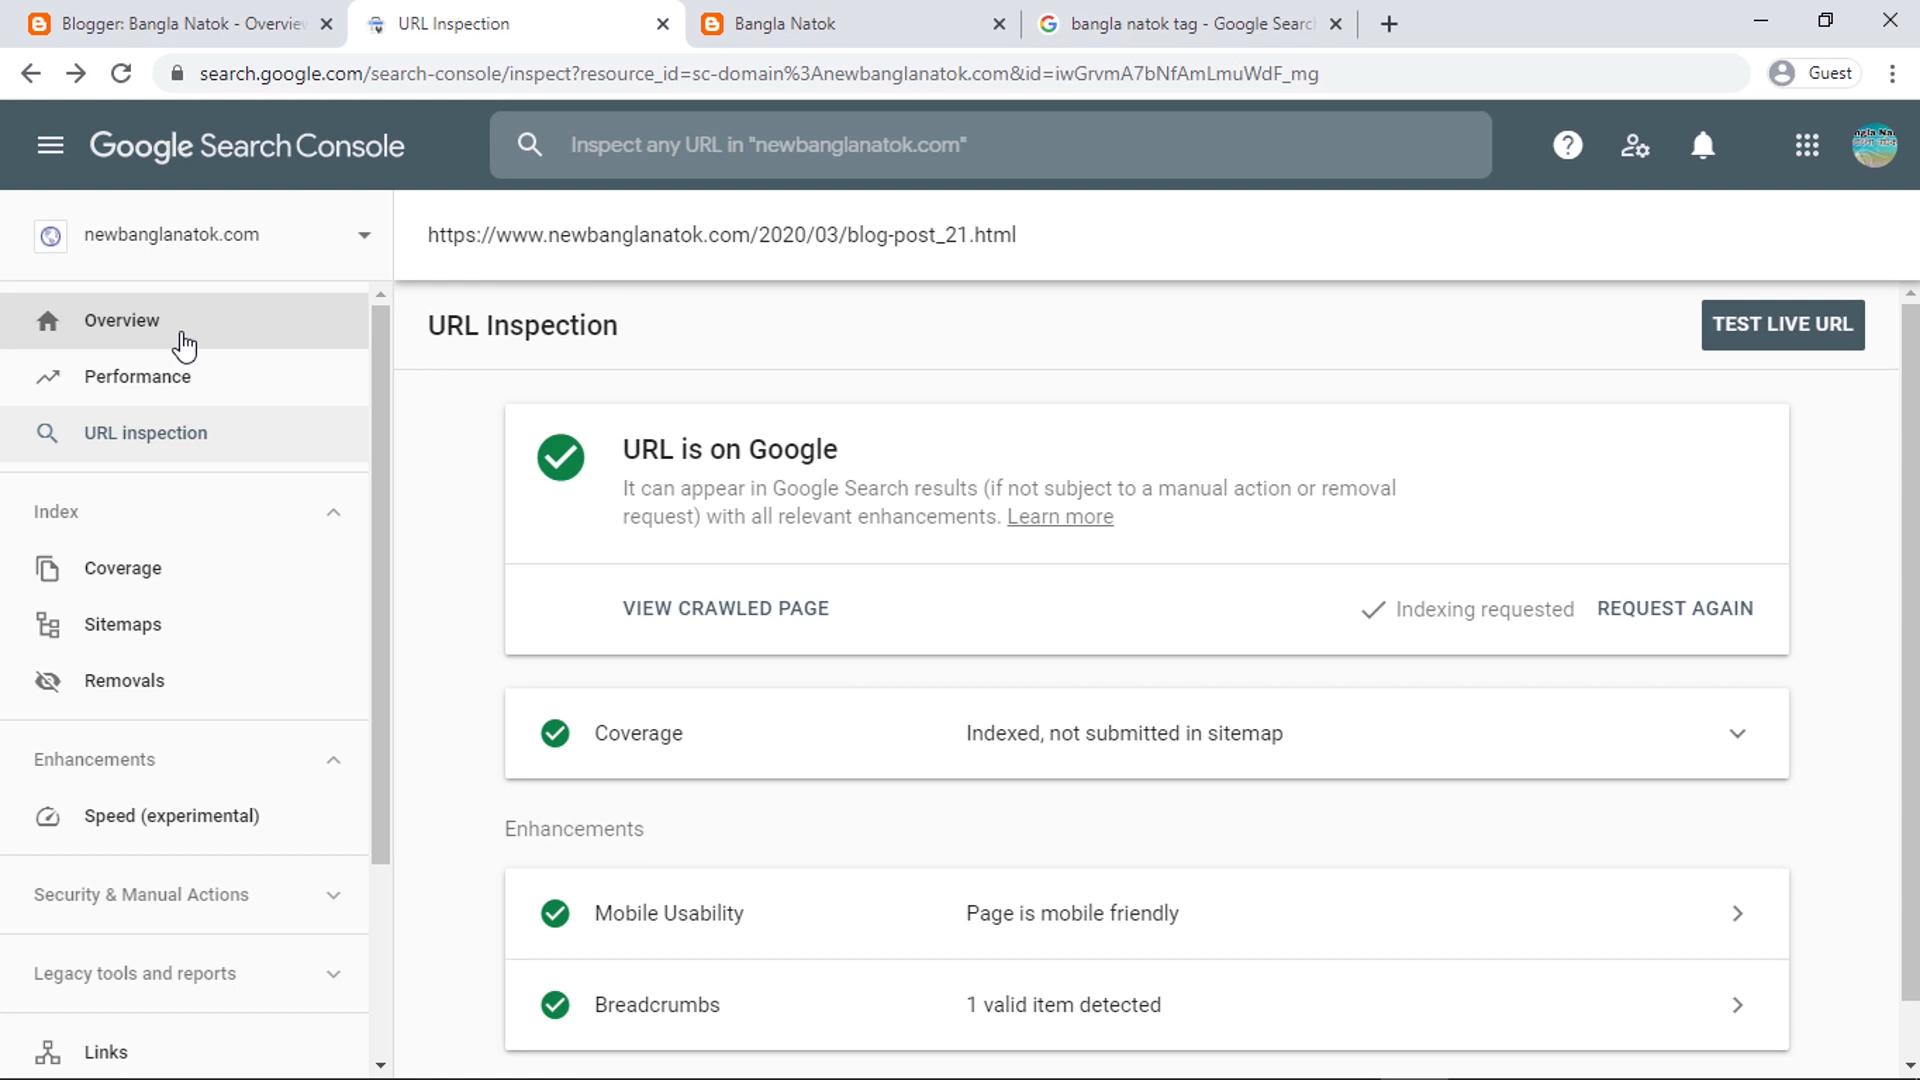 Blogger: Bangla Natok - Overview
URL Inspection
Bangla Natok
bangla natok tag - Google Search
search.google.com/search-console/inspect?resource_id=sc-domain%3Anewbanglanatok.com&id=iwGrvmA7bNfAmLmuWdF_mg
Guest
Google Search Console
Inspect any URL in "newbanglanatok.com"
newbanglanatok.com
https://www.newbanglanatok.com/2020/03/blog-post_21.html
Overview
Performance
URL inspection
Index
Coverage
Sitemaps
Removals
Enhancements
Speed (experimental)
Security & Manual Actions
Legacy tools and reports
Links
URL Inspection
TEST LIVE URL
URL is on Google
It can appear in Google Search results (if not subject to a manual action or removal
request) with all relevant enhancements. Learn more
VIEW CRAWLED PAGE
Indexing requested
REQUEST AGAIN
Coverage
Indexed, not submitted in sitemap
Enhancements
Mobile Usability
Page is mobile friendly
Breadcrumbs
1 valid item detected